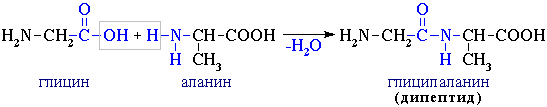 O O
H₂N–CH₂–C–OH + H–N–CH–COOH H₂N–CH₂–C–N–CH–COOH
-H₂O
H CH₃ H CH₃
глицин аланин глицилаланин
(дипептид)